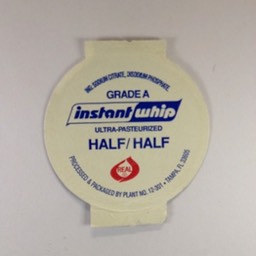 ING. SODIUM CITRATE, DISODIUM PHOSPHATE
GRADE A
instant whip
ULTRA-PASTEURIZED
HALF/HALF
REAL
PROCESSED & PACKAGED BY PLANT NO. 12-301 • TAMPA, FL 33605